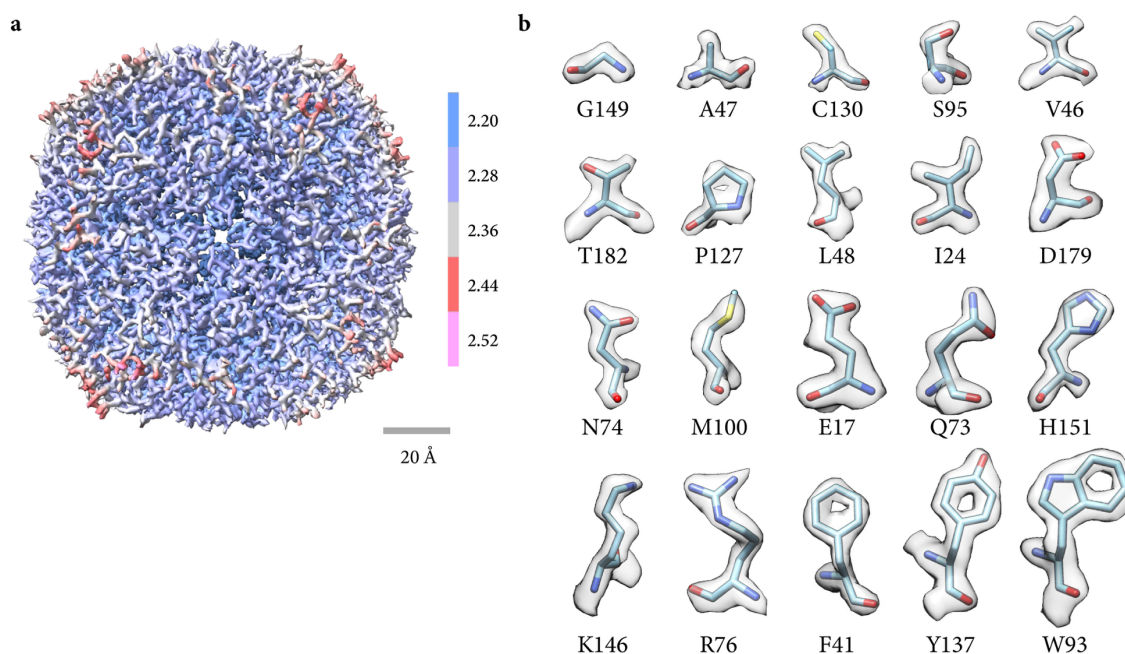 a
2.20
2.28
2.36
2.44
2.52
20 Å
b
G149 A47 C130 S95 V46
T182 P127 L48 I24 D179
N74 M100 E17 Q73 H151
K146 R76 F41 Y137 W93